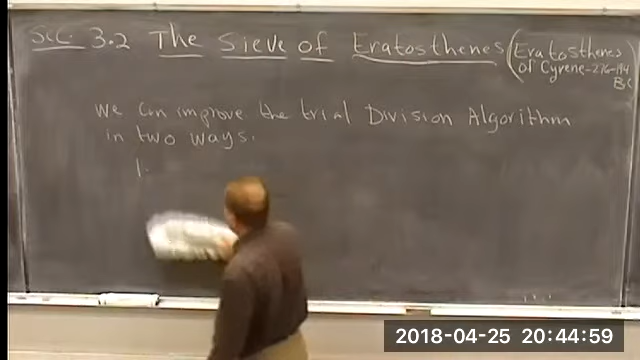 Sec. 3.2 The Sieve of Eratosthenes (Eratosthenes
of Cyrene-276-194
BC
we can improve the trial Division Algorithm
in two ways.
1.
2018-04-25 20:44:59